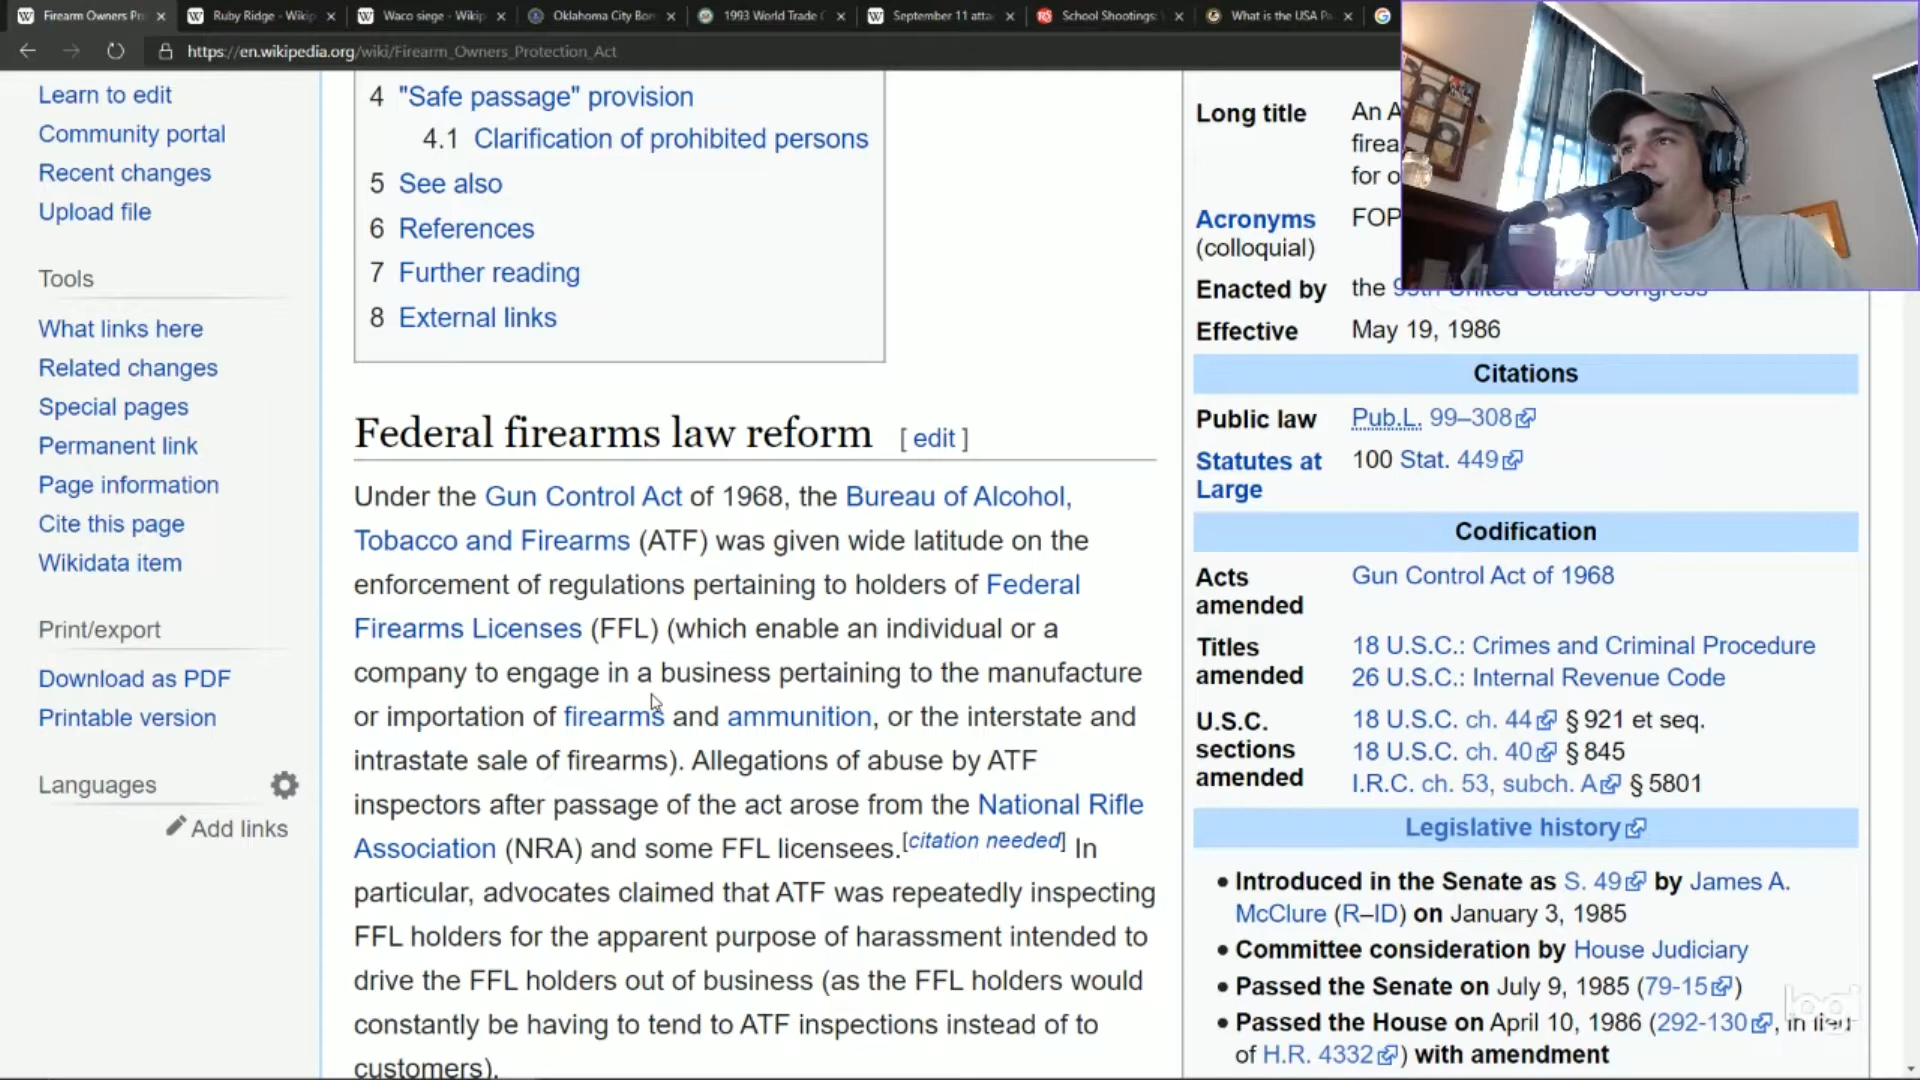 Firearm Owners Pr
Ruby Ridge - Wikip
Waco siege - Wikip
Oklahoma City Bom
1993 World Trade C
September 11 atta
School Shootings:
What is the USA Pa
https://en.wikipedia.org/wiki/Firearm_Owners_Protection_Act
Learn to edit
Community portal
Recent changes
Upload file
Tools
What links here
Related changes
Special pages
Permanent link
Page information
Cite this page
Wikidata item
Print/export
Download as PDF
Printable version
Languages
Add links
4 "Safe passage" provision
4.1 Clarification of prohibited persons
5 See also
6 References
7 Further reading
8 External links
Federal firearms law reform [ edit ]
Under the Gun Control Act of 1968, the Bureau of Alcohol,
Tobacco and Firearms (ATF) was given wide latitude on the
enforcement of regulations pertaining to holders of Federal
Firearms Licenses (FFL) (which enable an individual or a
company to engage in a business pertaining to the manufacture
or importation of firearms and ammunition, or the interstate and
intrastate sale of firearms). Allegations of abuse by ATF
inspectors after passage of the act arose from the National Rifle
Association (NRA) and some FFL licensees.[citation needed] In
particular, advocates claimed that ATF was repeatedly inspecting
FFL holders for the apparent purpose of harassment intended to
drive the FFL holders out of business (as the FFL holders would
constantly be having to tend to ATF inspections instead of to
customers).
Long title An A
firea
for o
Acronyms FOP
(colloquial)
Enacted by the 99th United States Congress
Effective May 19, 1986
Citations
Public law Pub.L. 99–308
Statutes at 100 Stat. 449
Large
Codification
Acts Gun Control Act of 1968
amended
Titles 18 U.S.C.: Crimes and Criminal Procedure
amended 26 U.S.C.: Internal Revenue Code
U.S.C. 18 U.S.C. ch. 44 § 921 et seq.
sections 18 U.S.C. ch. 40 § 845
amended I.R.C. ch. 53, subch. A § 5801
Legislative history
• Introduced in the Senate as S. 49 by James A.
McClure (R–ID) on January 3, 1985
• Committee consideration by House Judiciary
• Passed the Senate on July 9, 1985 (79-15)
• Passed the House on April 10, 1986 (292-130, in lieu
of H.R. 4332) with amendment
logi